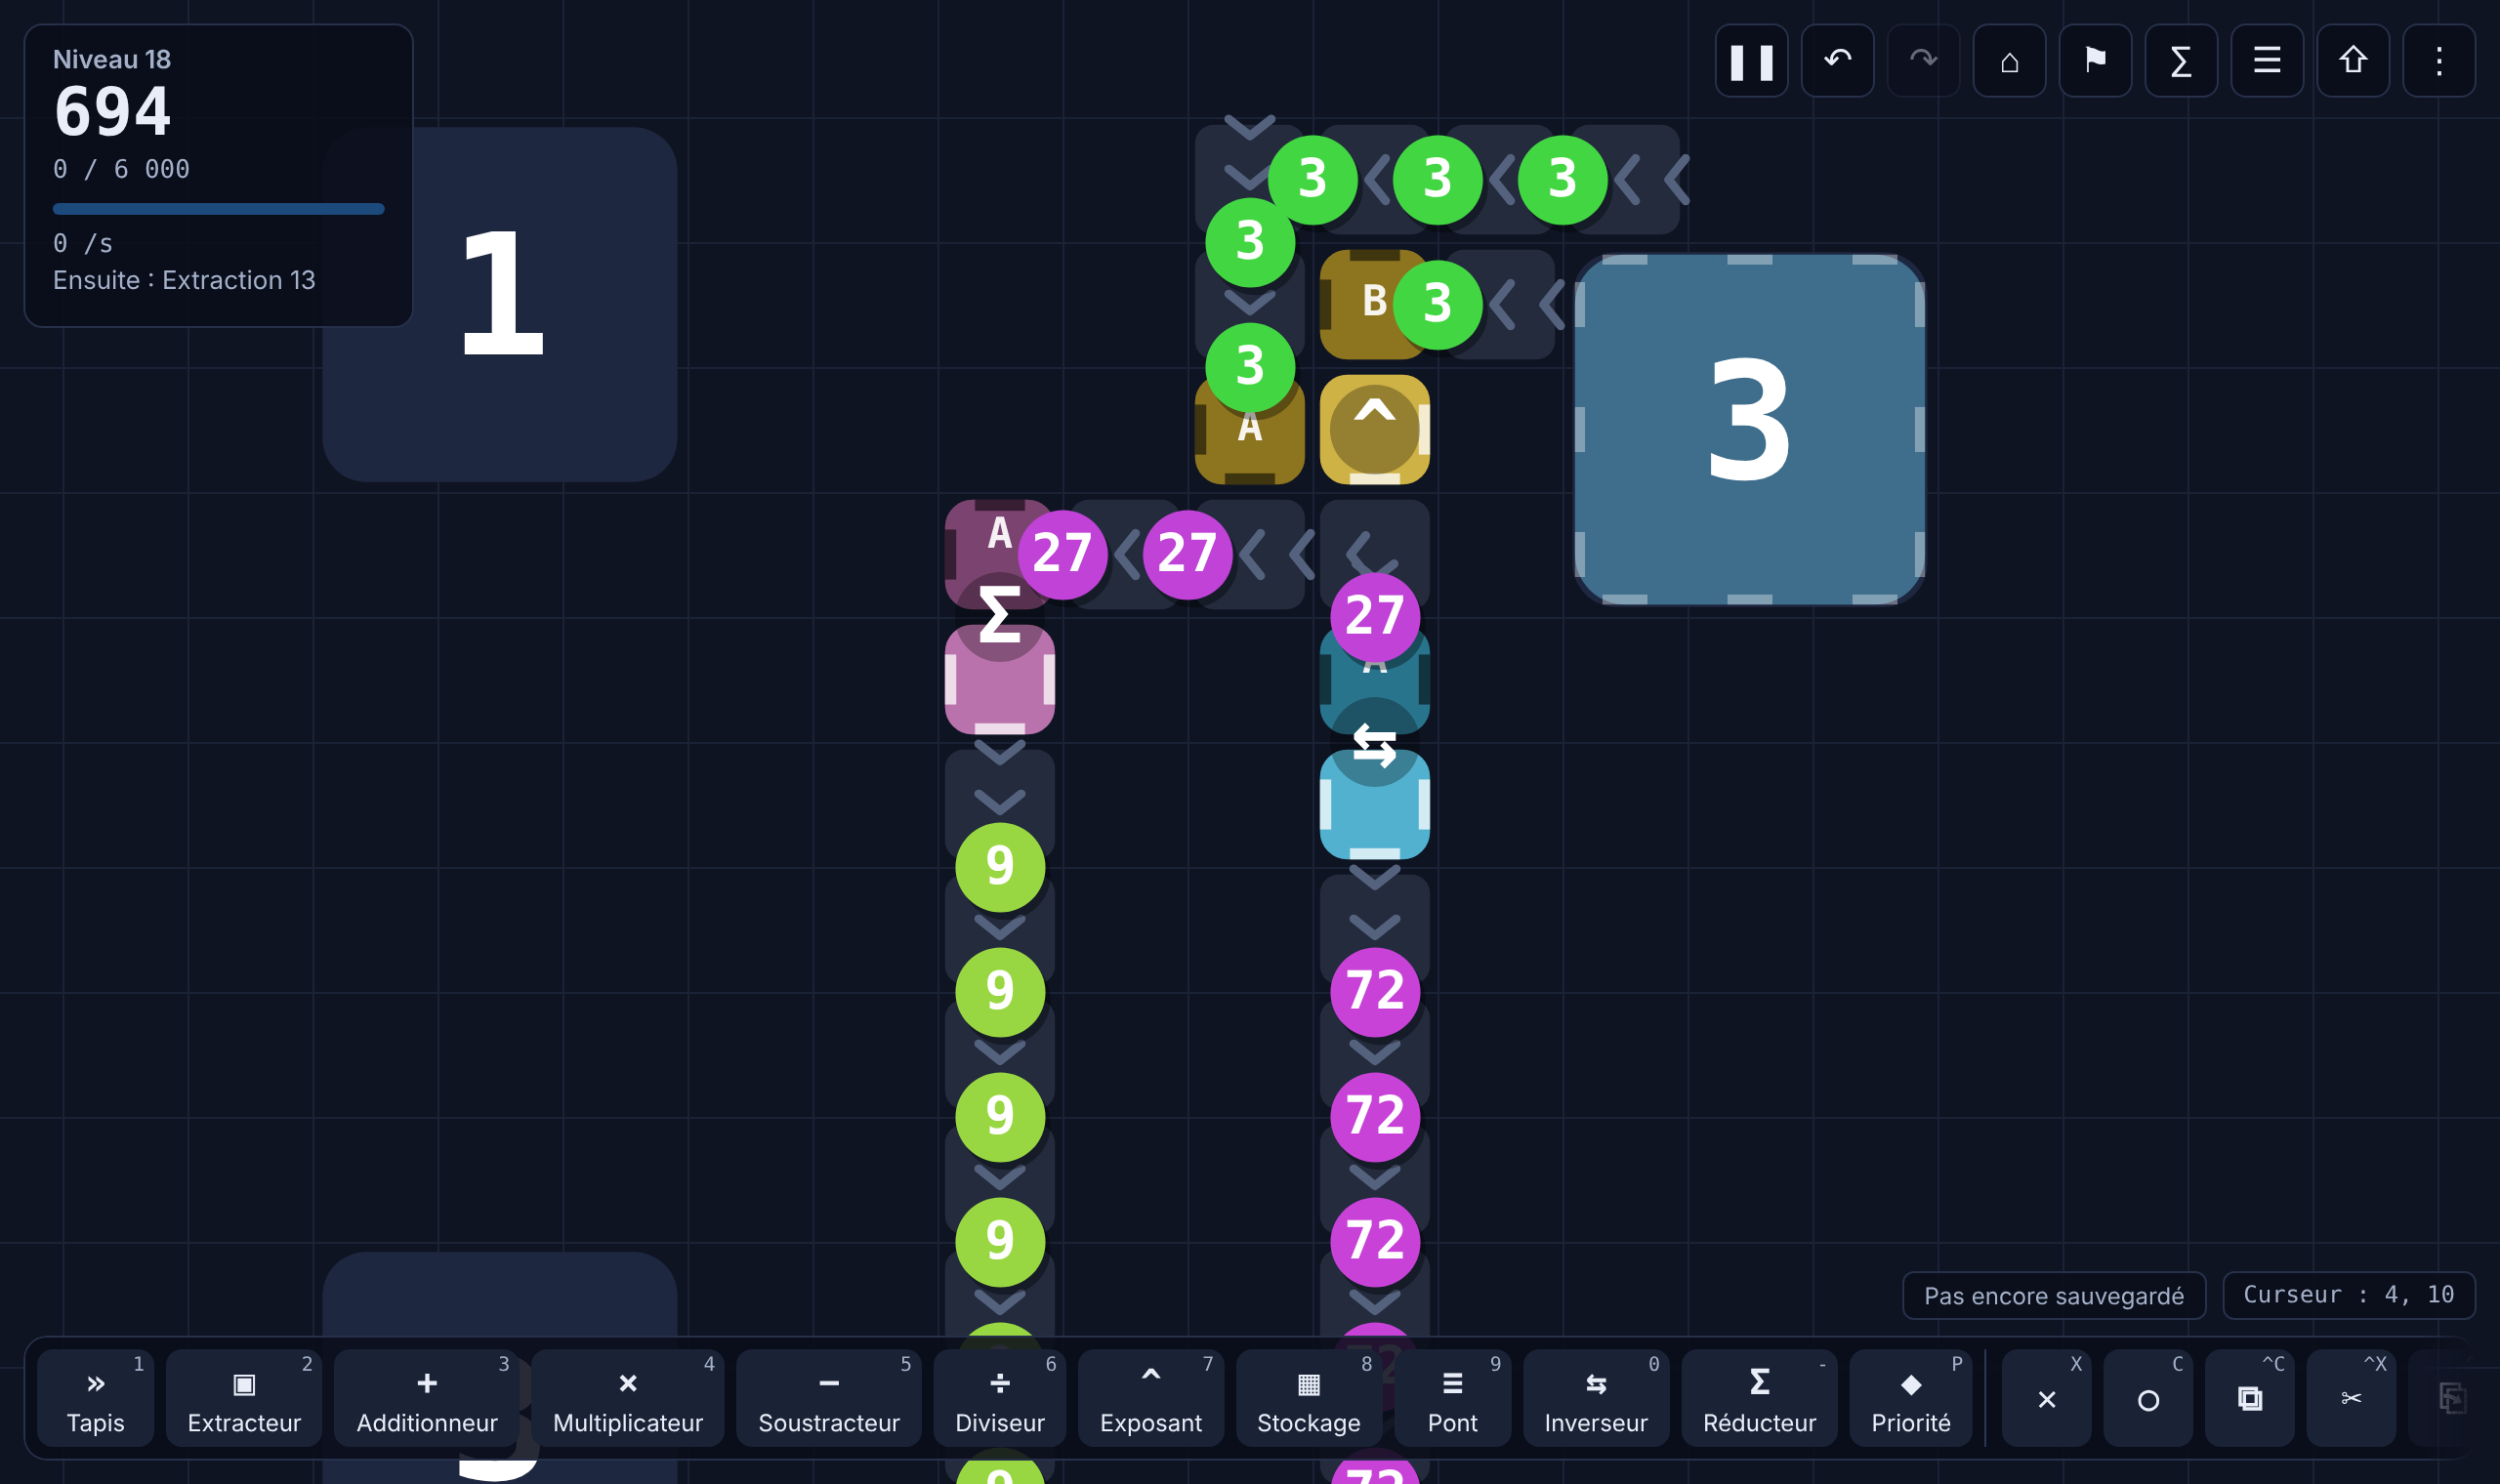 Niveau 18
694
0 / 6 000
0 /s
Ensuite : Extraction 13
1
3 3 3
3
B 3
3
A
3
A 27 27
Σ
27
A
9
9 72
9 72
9 72
9 72
Pas encore sauvegardé
Curseur : 4, 10
1 2 3 4 5 6 7 8 9 0 - P X C ^C ^X
Tapis Extracteur Additionneur Multiplicateur Soustracteur Diviseur Exposant Stockage Pont Inverseur Réducteur Priorité